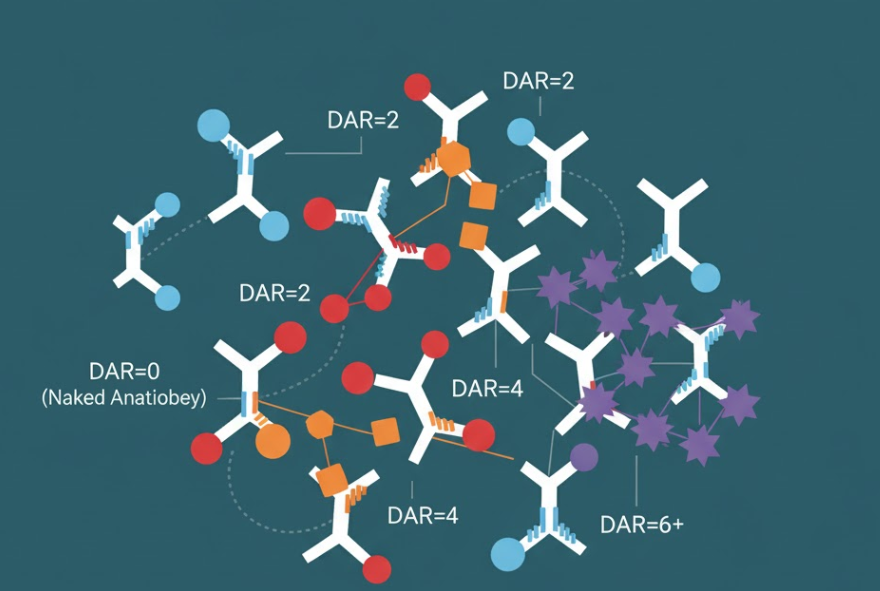 DAR=2
DAR=2
DAR=2
DAR=0
(Naked Anatiobey)
DAR=4
DAR=4
DAR=6+